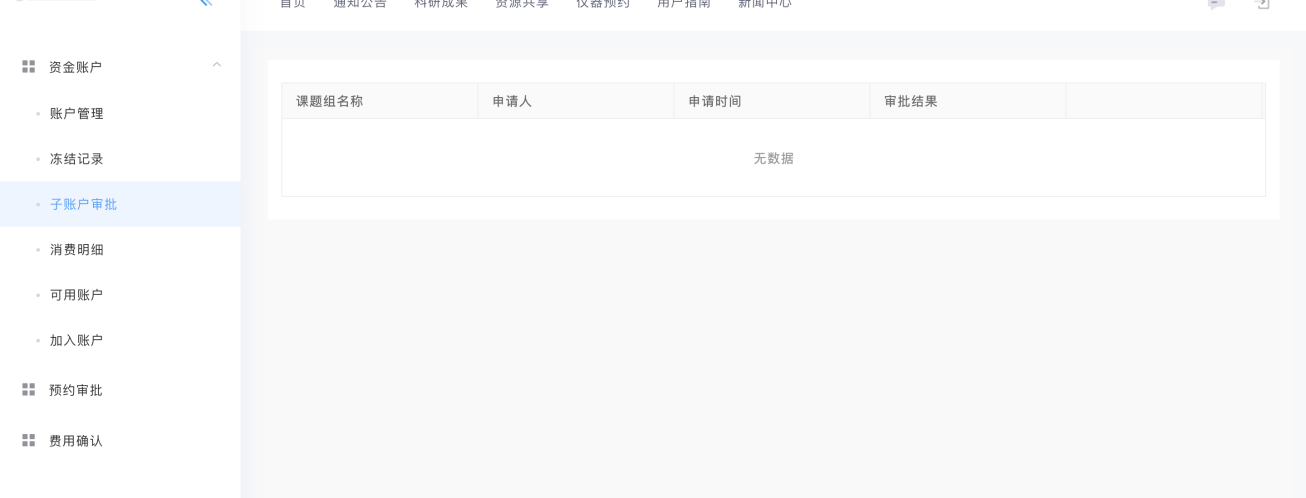 首页 通知公告 科研成果 资源共享 仪器预约 用户指南 新闻中心
资金账户
账户管理
冻结记录
子账户审批
消费明细
可用账户
加入账户
预约审批
费用确认
课题组名称 申请人 申请时间 审批结果
无数据